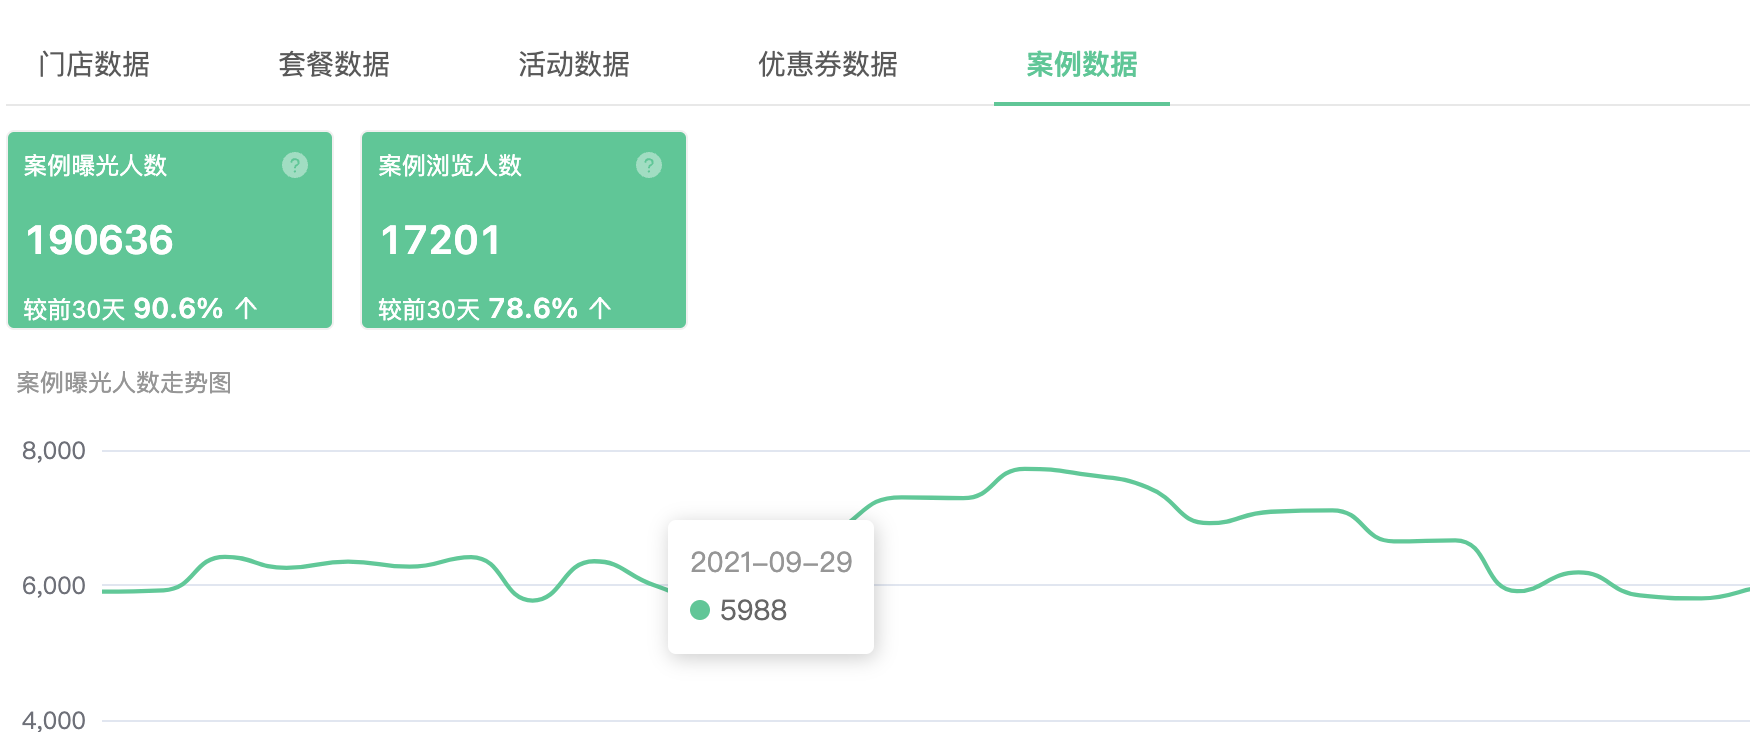 门店数据 套餐数据 活动数据 优惠券数据 案例数据
案例曝光人数 ? 案例浏览人数 ?
190636 17201
较前30天 90.6% ↑ 较前30天 78.6% ↑
案例曝光人数走势图
8,000
2021-09-29
6,000
5988
4,000